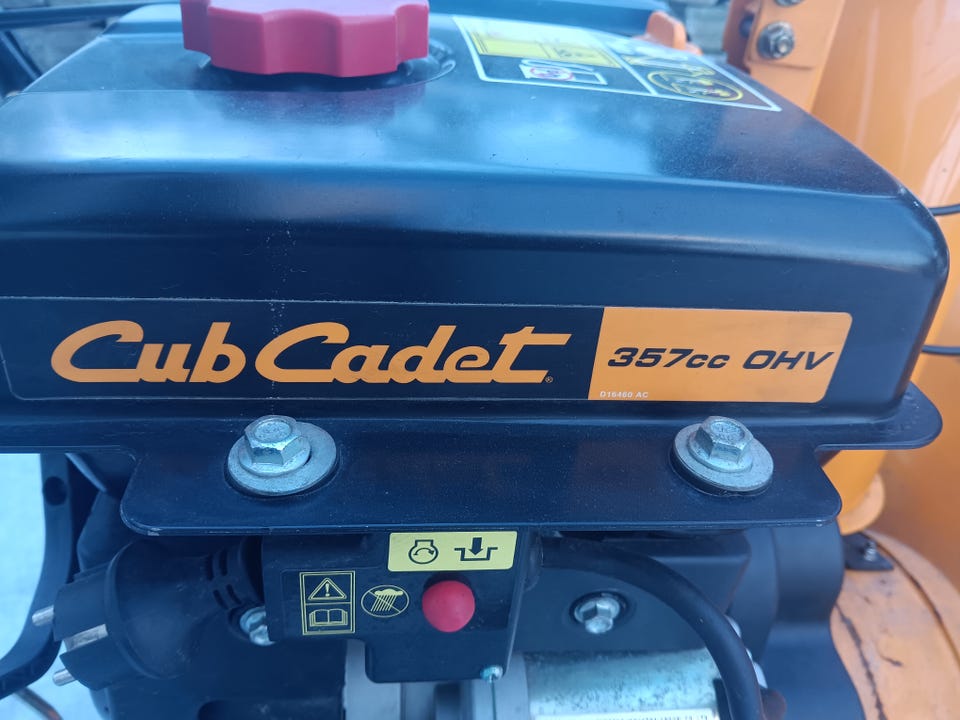 Cub Cadet®
357cc OHV
D16460 AC